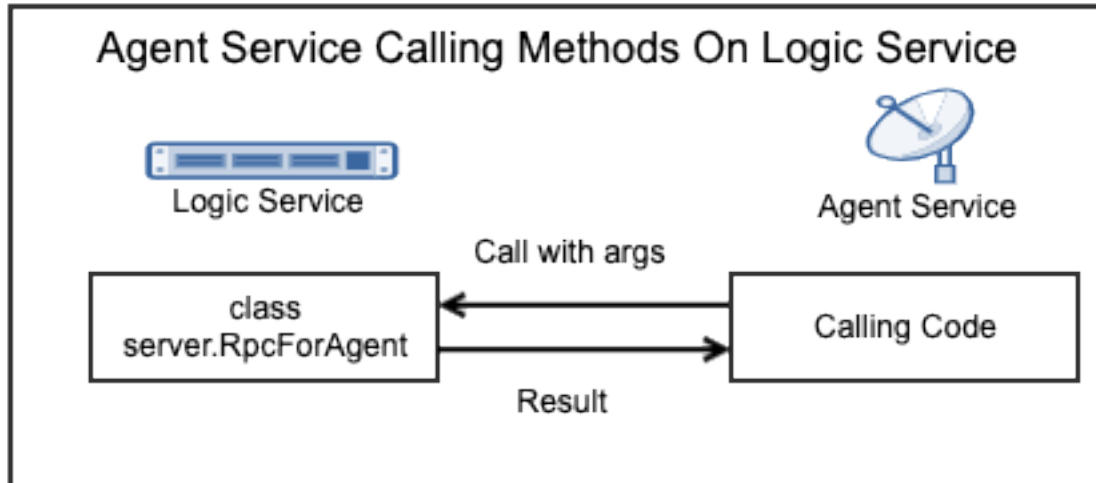 Agent Service Calling Methods On Logic Service
Logic Service
Agent Service
Call with args
class
server.RpcForAgent
Calling Code
Result